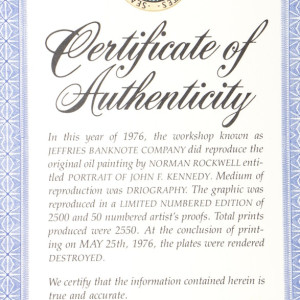 Certificate of
Authenticity
In this year of 1976, the workshop known as
JEFFRIES BANKNOTE COMPANY did reproduce the
original oil painting by NORMAN ROCKWELL enti-
tled PORTRAIT OF JOHN F. KENNEDY. Medium of
reproduction was DRIOGRAPHY. The graphic was
reproduced in a LIMITED NUMBERED EDITION of
2500 and 50 numbered artist's proofs. Total prints
produced were 2550. At the conclusion of print-
ing on MAY 25th, 1976, the plates were rendered
DESTROYED.
We certify that the information contained herein is
true and accurate.